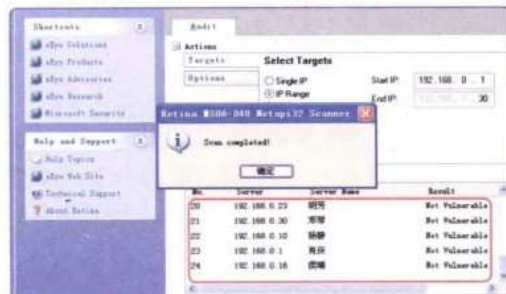 Shortcuts
eEye Solutions
eEye Products
eEye Advisories
eEye Research
Microsoft Security
Help and Support
Help Topics
eEye Web Site
Technical Support
About Retina
Audit
Actions
Targets
Options
Select Targets
Single IP
IP Range
Start IP:
192 .168 . 0 . 1
End IP:
30
Retina MS06-040 Netapi32 Scanner
Scan completed!
确定
No. Server Server Name Result
20 192.168.0.23 Not Vulnerable
21 192.168.0.30 Not Vulnerable
22 192.168.0.10 Not Vulnerable
23 192.168.0.1 Not Vulnerable
24 192.168.0.16 Not Vulnerable